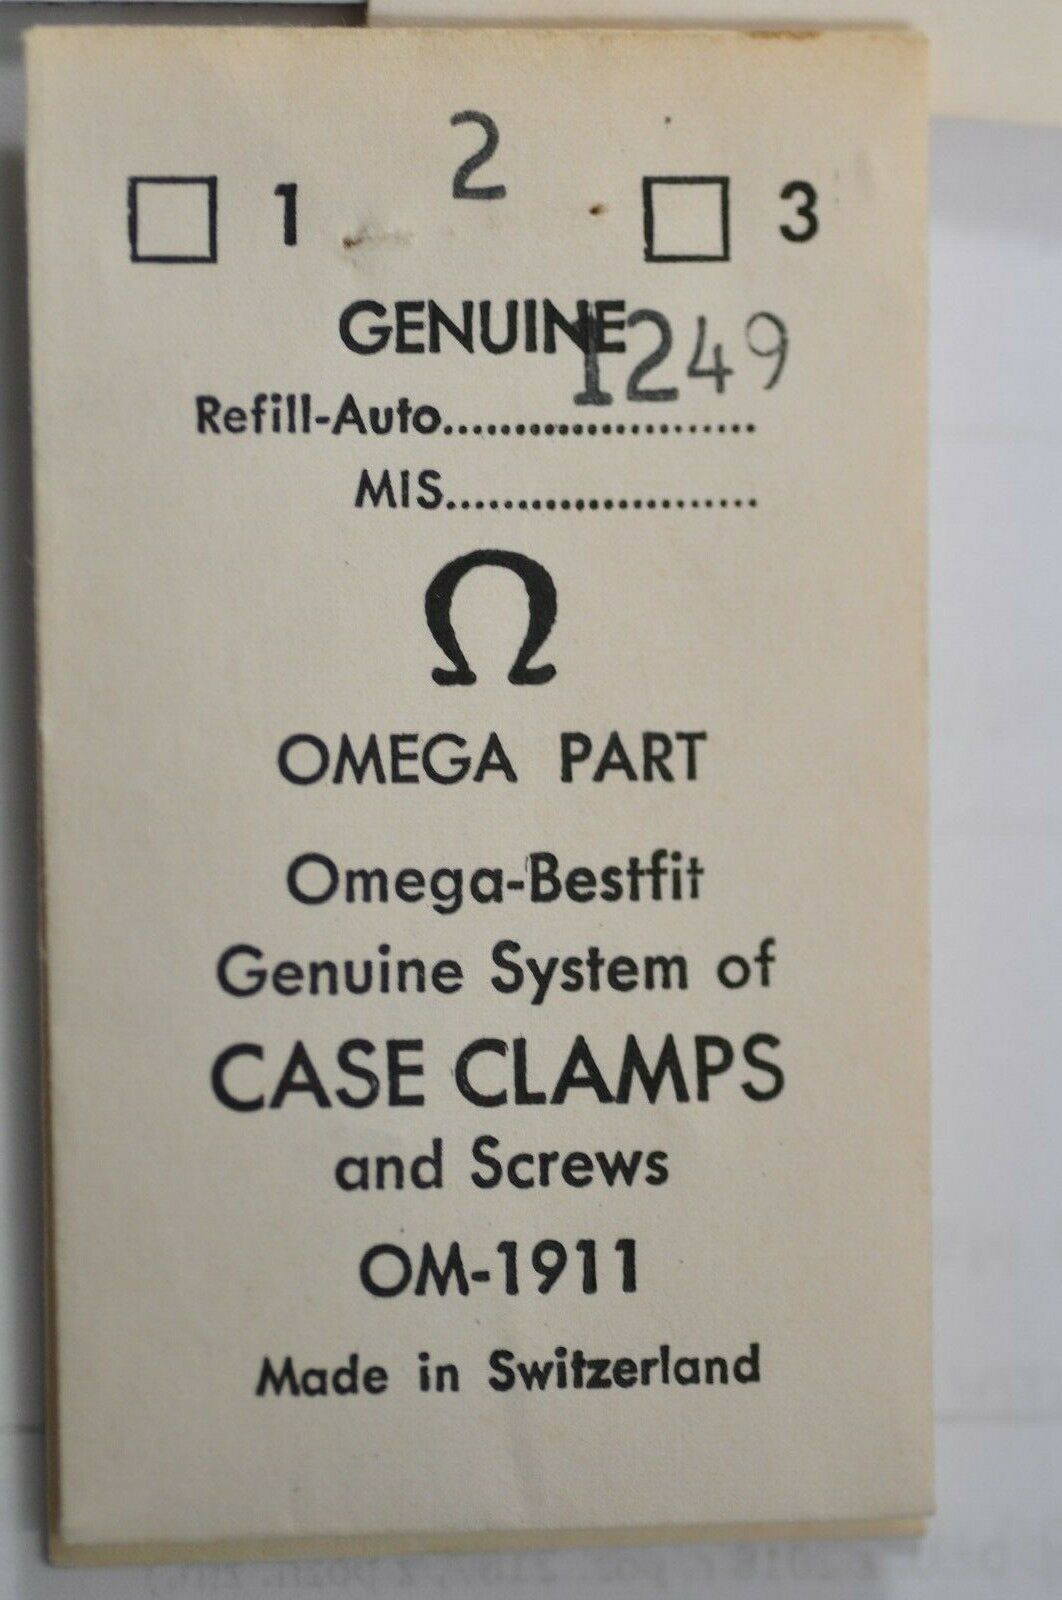 2
☐ 1 ☐ 3
GENUINE
1249
Refill-Auto......................
MIS......................
Ω
OMEGA PART
Omega-Bestfit
Genuine System of
CASE CLAMPS
and Screws
OM-1911
Made in Switzerland